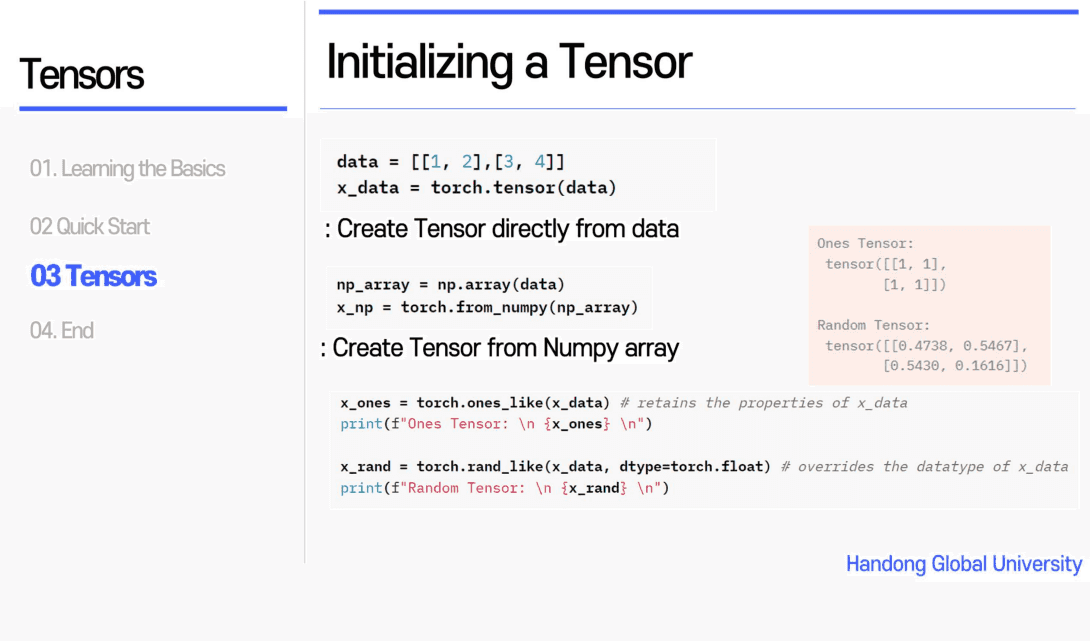 Tensors
01. Learning the Basics
02 Quick Start
03 Tensors
04. End
Initializing a Tensor
data = [[1, 2],[3, 4]]
x_data = torch.tensor(data)
: Create Tensor directly from data
np_array = np.array(data)
x_np = torch.from_numpy(np_array)
: Create Tensor from Numpy array
Ones Tensor:
tensor([[1, 1],
[1, 1]])
Random Tensor:
tensor([[0.4738, 0.5467],
[0.5430, 0.1616]])
x_ones = torch.ones_like(x_data) # retains the properties of x_data
print(f"Ones Tensor: \n {x_ones} \n")
x_rand = torch.rand_like(x_data, dtype=torch.float) # overrides the datatype of x_data
print(f"Random Tensor: \n {x_rand} \n")
Handong Global University